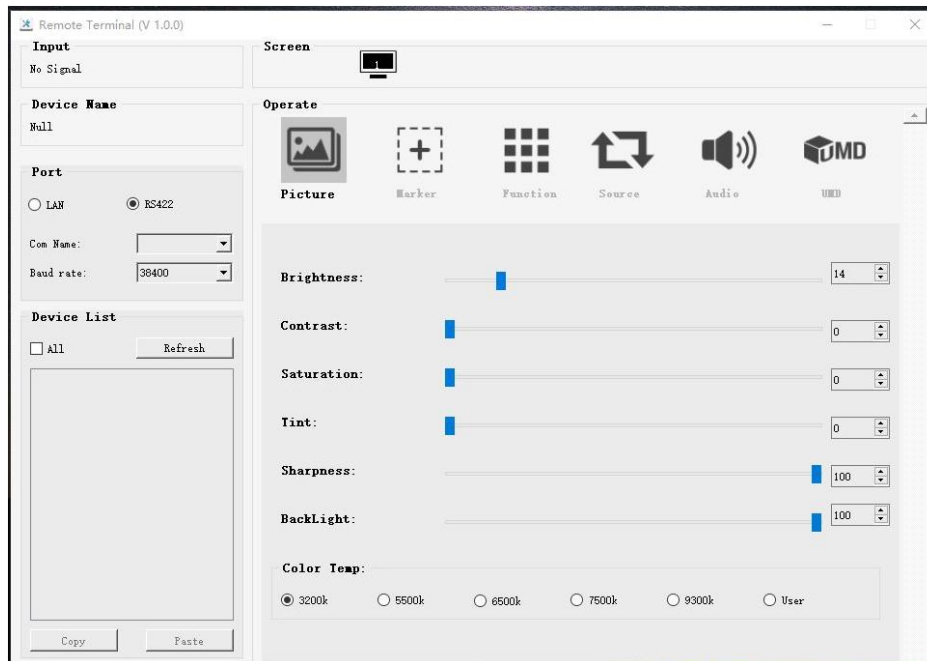 Remote Terminal (V 1.0.0)
Input
No Signal
Screen
1
Device Name
Null
Operate
UMD
Picture
Marker
Function
Source
Audio
UMD
Port
LAN
RS422
Com Name:
Baud rate:
38400
Device List
All
Refresh
Copy
Paste
Brightness:
14
Contrast:
0
Saturation:
0
Tint:
0
Sharpness:
100
BackLight:
100
Color Temp:
3200k
5500k
6500k
7500k
9300k
User